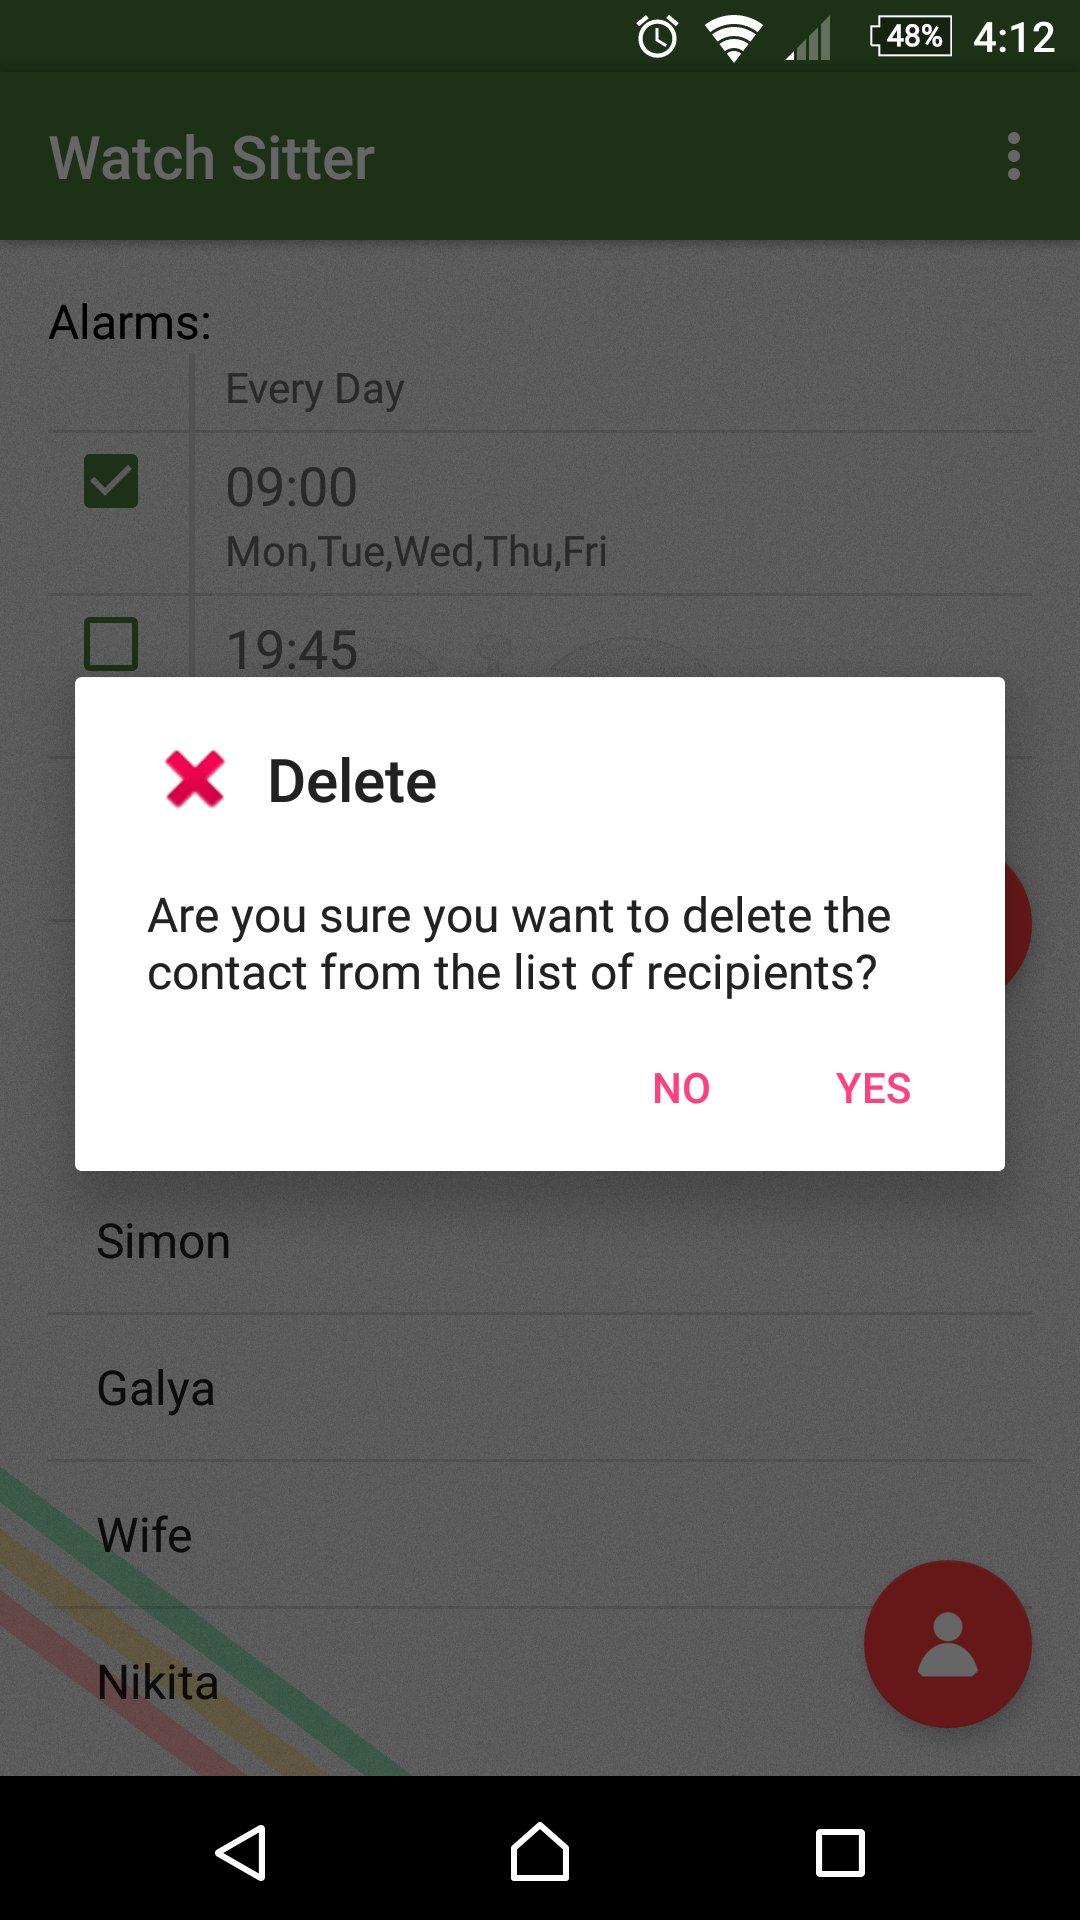 48% 4:12
Watch Sitter
Alarms:
Every Day
09:00
Mon,Tue,Wed,Thu,Fri
19:45
Delete
Are you sure you want to delete the
contact from the list of recipients?
NO YES
Simon
Galya
Wife
Nikita